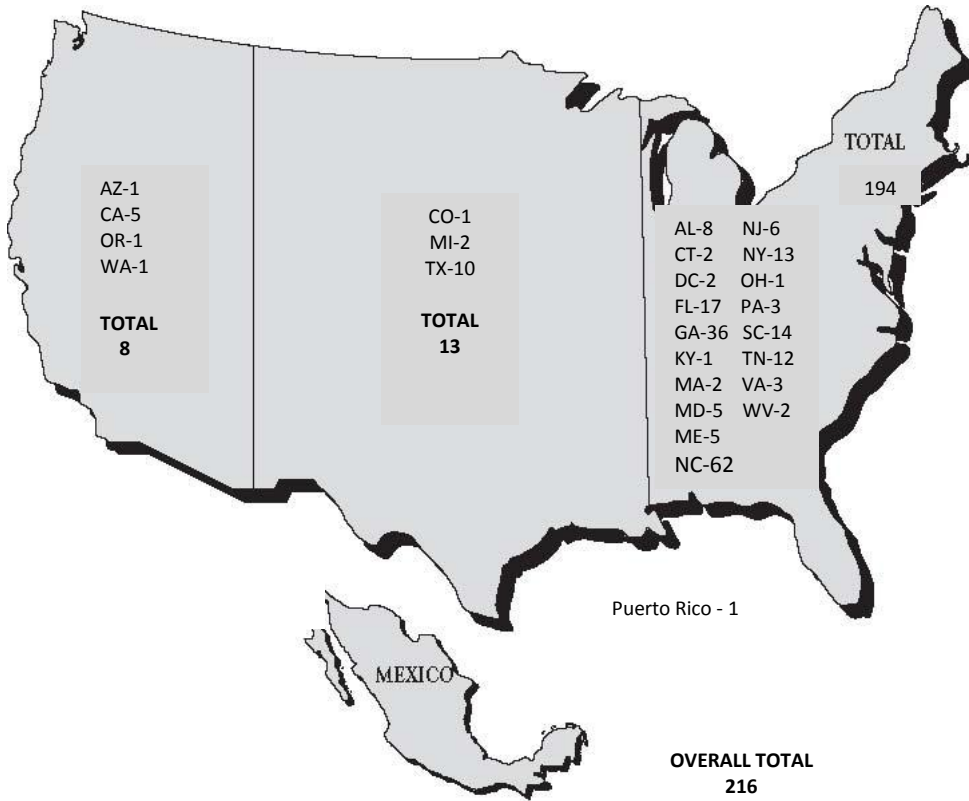 TOTAL
194
AZ-1
CA-5
OR-1
WA-1
TOTAL
8
CO-1
MI-2
TX-10
TOTAL
13
AL-8 NJ-6
CT-2 NY-13
DC-2 OH-1
FL-17 PA-3
GA-36 SC-14
KY-1 TN-12
MA-2 VA-3
MD-5 WV-2
ME-5
NC-62
Puerto Rico - 1
MEXICO
OVERALL TOTAL
216